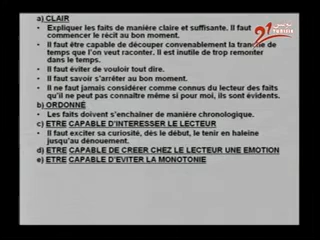 a) CLAIR
• Expliquer les faits de manière claire et suffisante. Il faut
commencer le récit au bon moment.
• Il faut être capable de découper convenablement la tranche de
temps que l'on veut raconter. Il est inutile de trop remonter
dans le temps.
• Il faut éviter de vouloir tout dire.
• Il faut savoir s'arrêter au bon moment.
• Il ne faut jamais considérer comme connus du lecteur des faits
qu'il ne peut pas connaître même si pour moi, ils sont évidents.
b) ORDONNÉ
• Les faits doivent s'enchaîner de manière chronologique.
c) ETRE CAPABLE D'INTERESSER LE LECTEUR
• Il faut exciter sa curiosité, dès le début, le tenir en haleine
jusqu'au dénouement.
d) ETRE CAPABLE DE CREER CHEZ LE LECTEUR UNE EMOTION
e) ETRE CAPABLE D'EVITER LA MONOTONIE
21